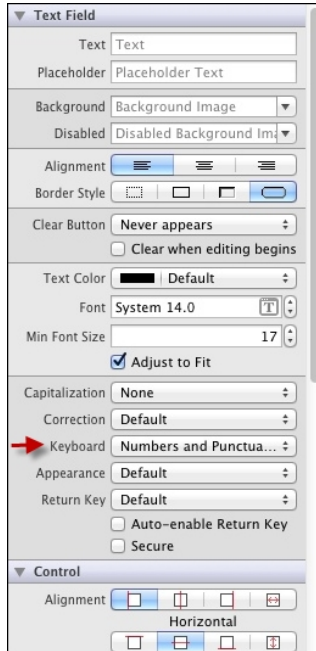 Text Field
Text Text
Placeholder Placeholder Text
Background Background Image
Disabled Disabled Background Ima
Alignment
Border Style
Clear Button Never appears
Clear when editing begins
Text Color Default
Font System 14.0 T
Min Font Size 17
Adjust to Fit
Capitalization None
Correction Default
Keyboard Numbers and Punctua...
Appearance Default
Return Key Default
Auto-enable Return Key
Secure
Control
Alignment
Horizontal